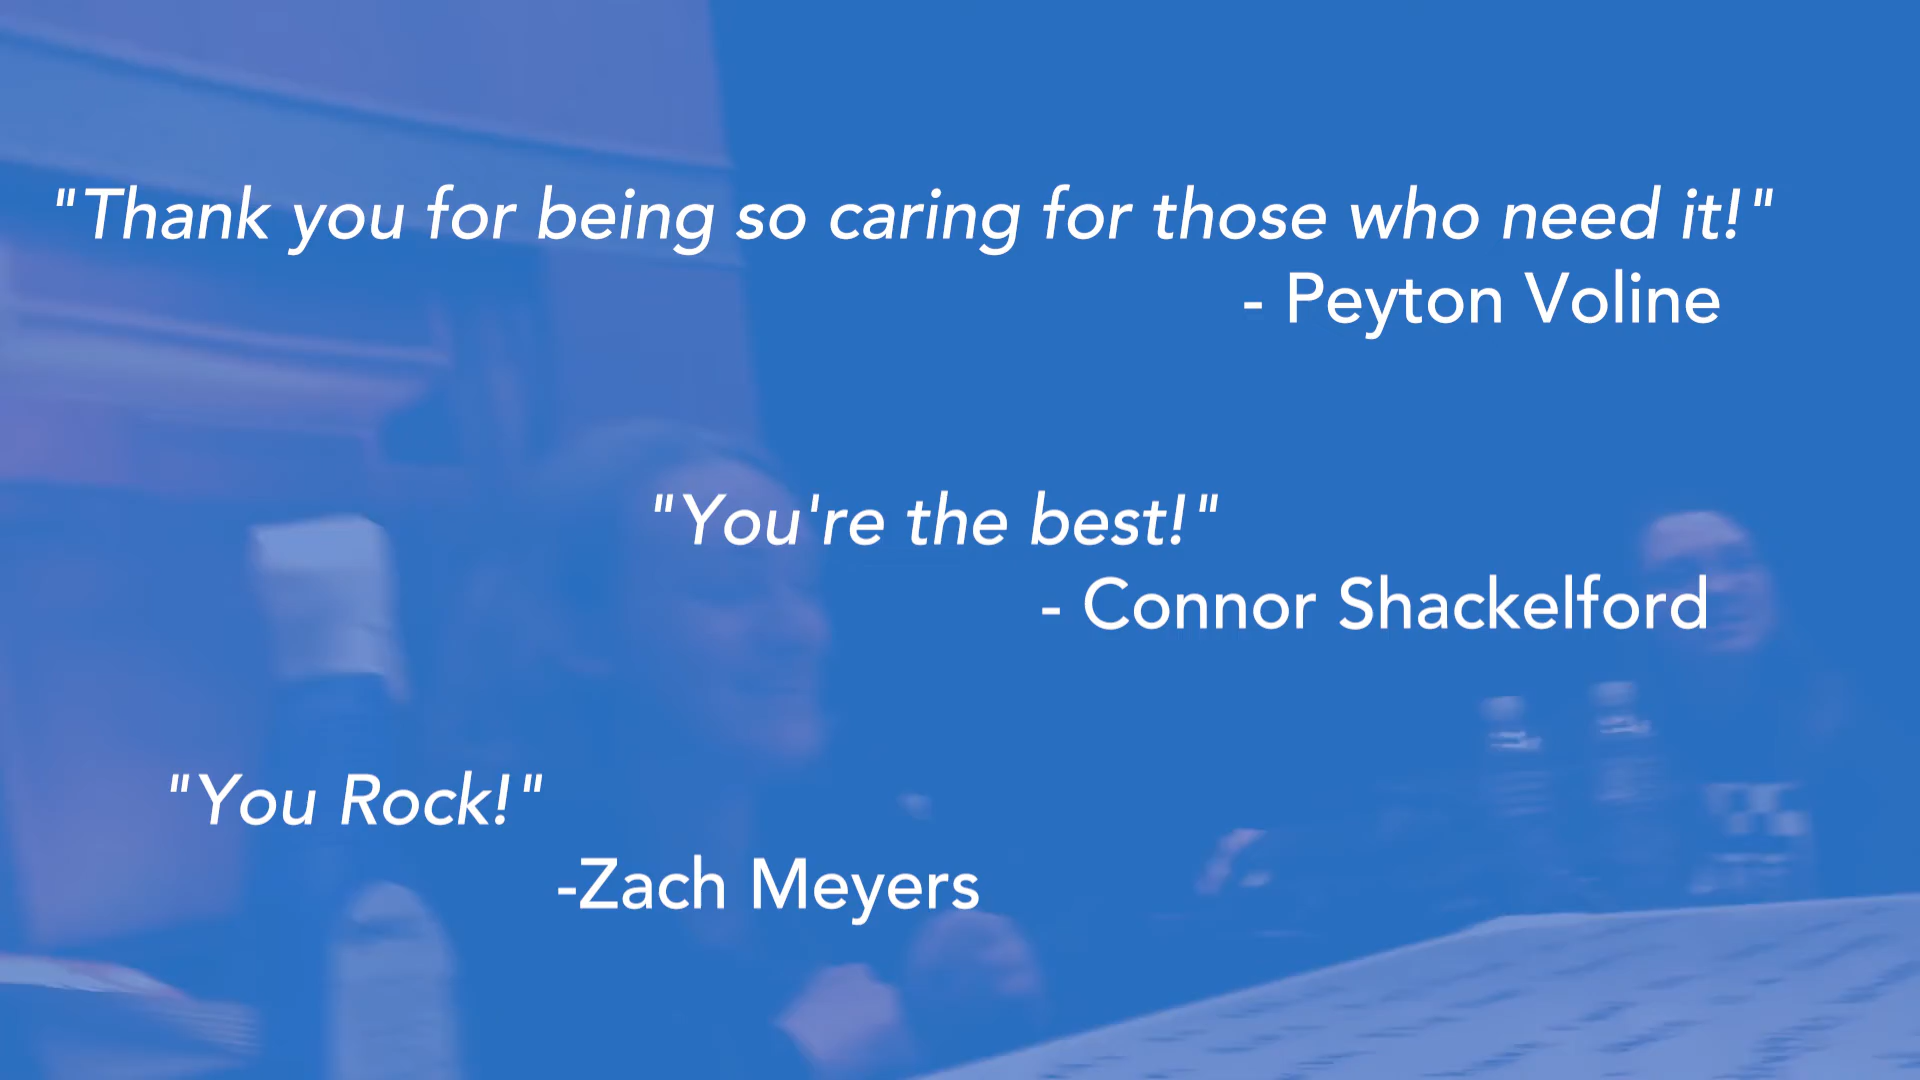 "Thank you for being so caring for those who need it!"
- Peyton Voline
"You're the best!"
- Connor Shackelford
"You Rock!"
-Zach Meyers